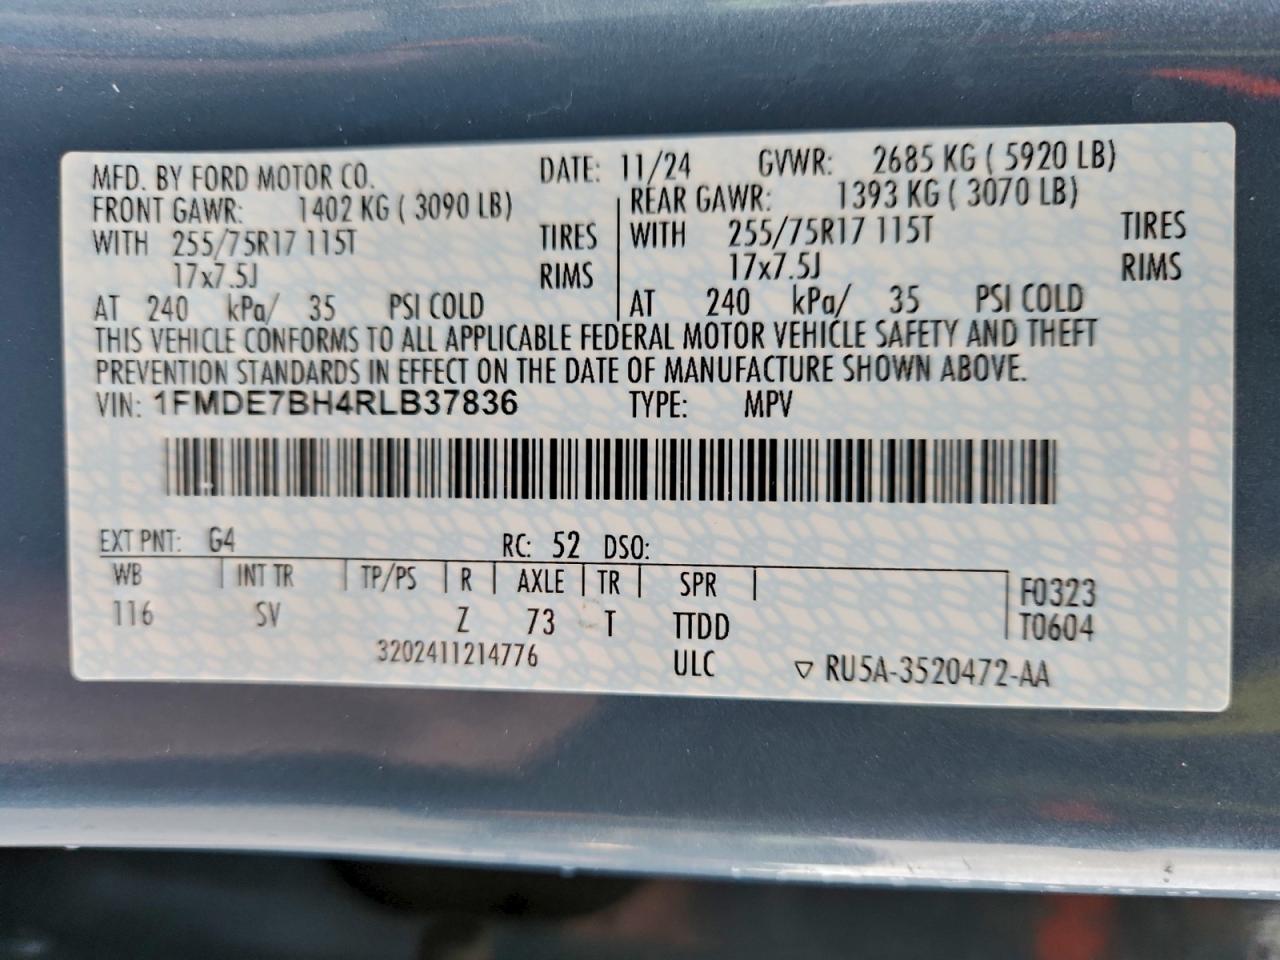 MFD. BY FORD MOTOR CO. DATE: 11/24 GVWR: 2685 KG ( 5920 LB)
FRONT GAWR: 1402 KG ( 3090 LB) REAR GAWR: 1393 KG ( 3070 LB)
WITH 255/75R17 115T TIRES WITH 255/75R17 115T TIRES
17x7.5J RIMS 17x7.5J RIMS
AT 240 kPa/ 35 PSI COLD AT 240 kPa/ 35 PSI COLD
THIS VEHICLE CONFORMS TO ALL APPLICABLE FEDERAL MOTOR VEHICLE SAFETY AND THEFT
PREVENTION STANDARDS IN EFFECT ON THE DATE OF MANUFACTURE SHOWN ABOVE.
VIN: 1FMDE7BH4RLB37836 TYPE: MPV
EXT PNT: G4 RC: 52 DSO:
WB INT TR TP/PS R AXLE TR SPR F0323
116 SV Z 73 T TTDD T0604
3202411214776 ULC ▽ RU5A-3520472-AA